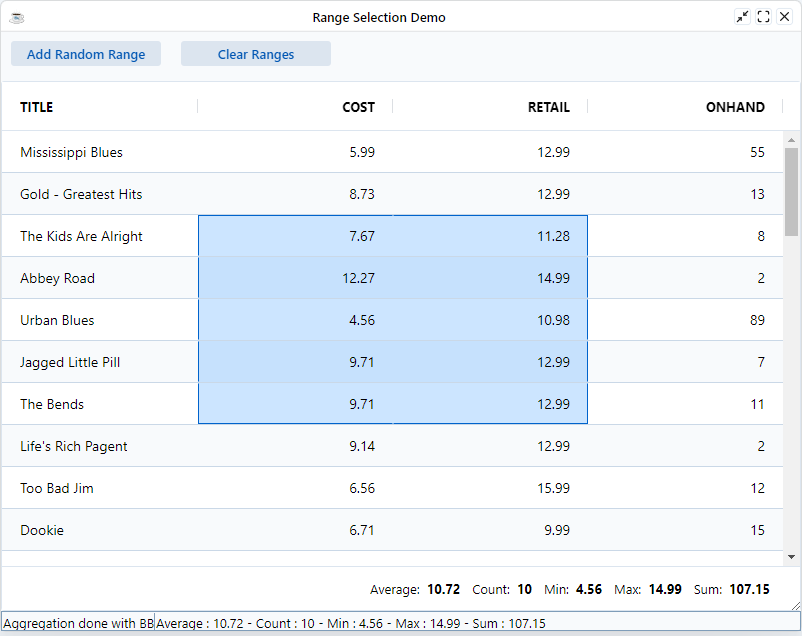 Range Selection Demo
Add Random Range Clear Ranges
TITLE COST RETAIL ONHAND
Mississippi Blues 5.99 12.99 55
Gold - Greatest Hits 8.73 12.99 13
The Kids Are Alright 7.67 11.28 8
Abbey Road 12.27 14.99 2
Urban Blues 4.56 10.98 89
Jagged Little Pill 9.71 12.99 7
The Bends 9.71 12.99 11
Life's Rich Pagent 9.14 12.99 2
Too Bad Jim 6.56 15.99 12
Dookie 6.71 9.99 15
Average: 10.72 Count: 10 Min: 4.56 Max: 14.99 Sum: 107.15
Aggregation done with BB Average : 10.72 - Count : 10 - Min : 4.56 - Max : 14.99 - Sum : 107.15